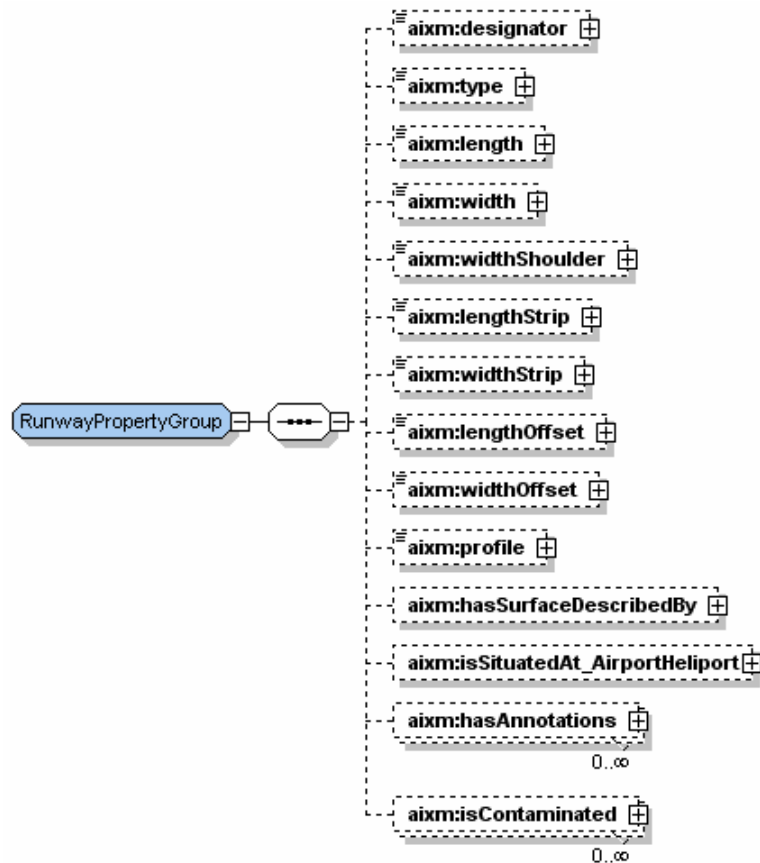 aixm:designator
aixm:type
aixm:length
aixm:width
aixm:widthShoulder
aixm:lengthStrip
aixm:widthStrip
RunwayPropertyGroup
aixm:lengthOffset
aixm:widthOffset
aixm:profile
aixm:hasSurfaceDescribedBy
aixm:isSituatedAt_AirportHeliport
aixm:hasAnnotations
0..∞
aixm:isContaminated
0..∞